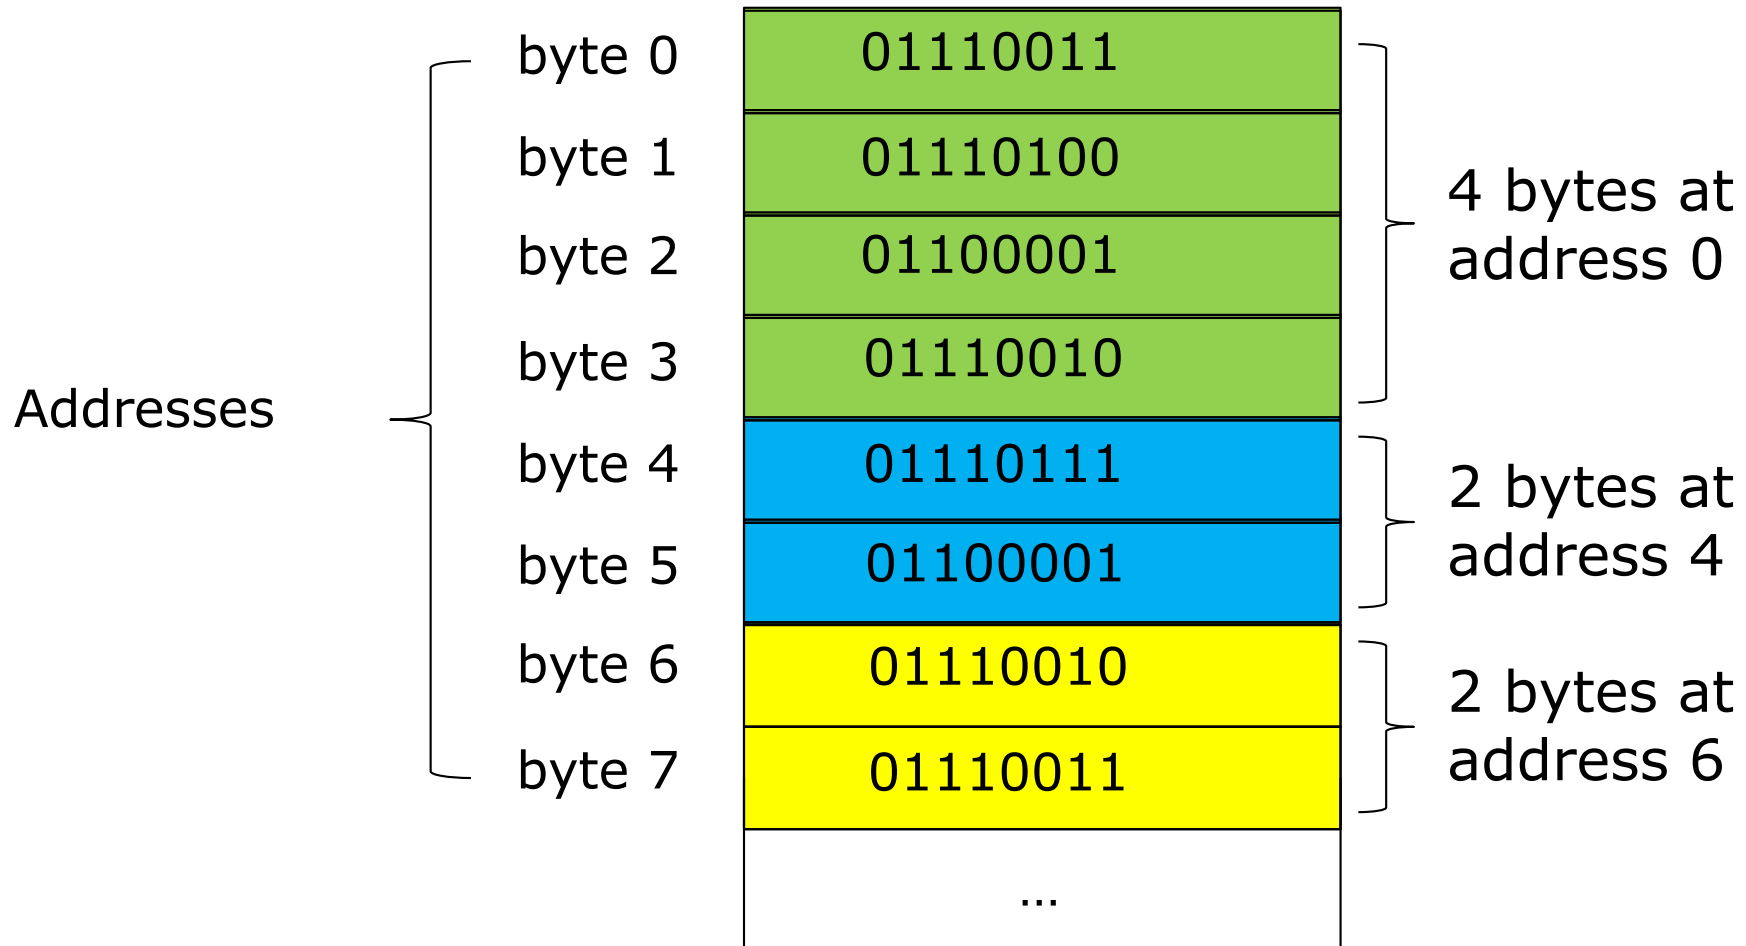 byte 0 01110011
byte 1 01110100
byte 2 01100001
byte 3 01110010
4 bytes at
address 0
Addresses
byte 4 01110111
byte 5 01100001
2 bytes at
address 4
byte 6 01110010
byte 7 01110011
2 bytes at
address 6
...